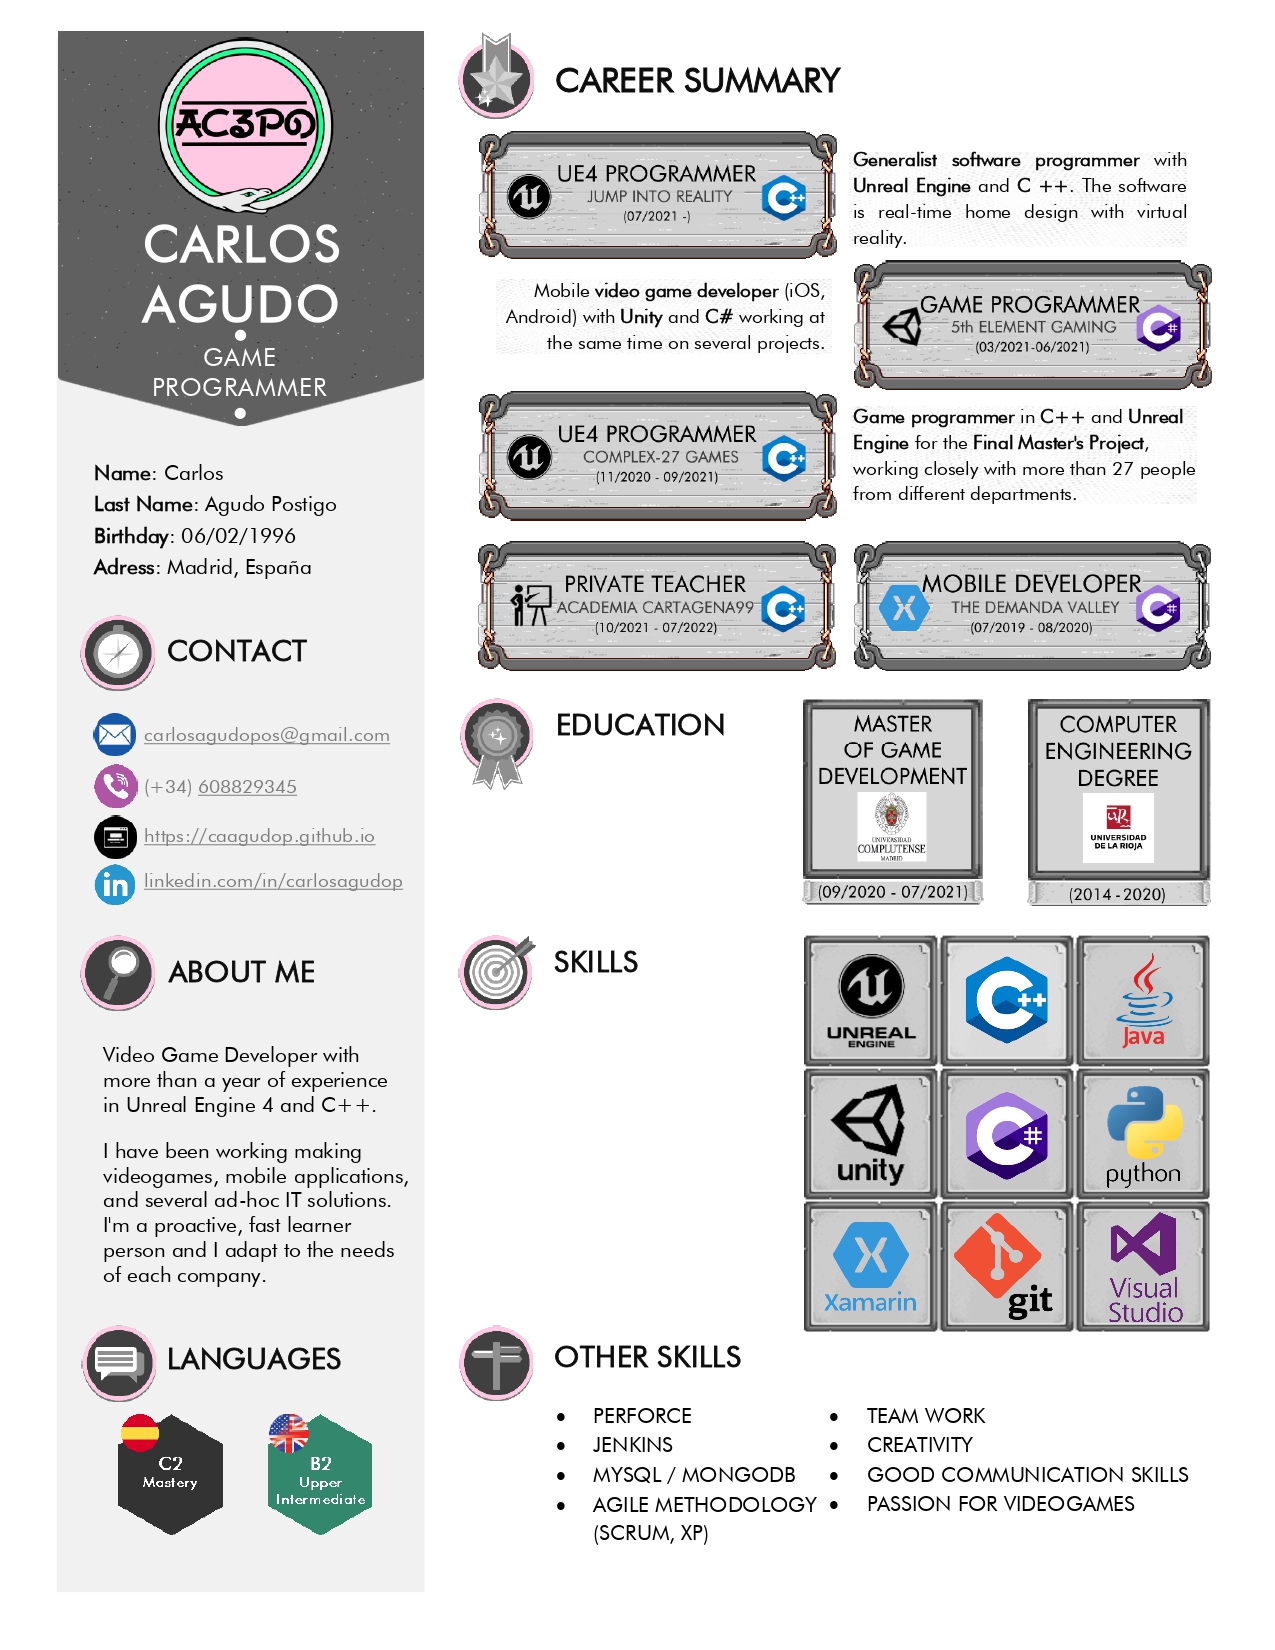 AC3PO
CARLOS
AGUDO
GAME
PROGRAMMER
Name: Carlos
Last Name: Agudo Postigo
Birthday: 06/02/1996
Adress: Madrid, España
CONTACT
carlosagudopos@gmail.com
(+34) 608829345
https://caagudop.github.io
in linkedin.com/in/carlosagudop
ABOUT ME
Video Game Developer with
more than a year of experience
in Unreal Engine 4 and C++.
I have been working making
videogames, mobile applications,
and several ad-hoc IT solutions.
I'm a proactive, fast learner
person and I adapt to the needs
of each company.
LANGUAGES
C2
Mastery
B2
Upper
Intermediate
CAREER SUMMARY
UE4 PROGRAMMER
JUMP INTO REALITY
(07/2021 -)
C++
Generalist software programmer with
Unreal Engine and C ++. The software
is real-time home design with virtual
reality.
Mobile video game developer (iOS,
Android) with Unity and C# working at
the same time on several projects.
GAME PROGRAMMER
5th ELEMENT GAMING
(03/2021-06/2021)
C#
UE4 PROGRAMMER
COMPLEX-27 GAMES
(11/2020 - 09/2021)
C++
Game programmer in C++ and Unreal
Engine for the Final Master's Project,
working closely with more than 27 people
from different departments.
PRIVATE TEACHER
ACADEMIA CARTAGENA99
(10/2021 - 07/2022)
C++
MOBILE DEVELOPER
THE DEMANDA VALLEY
(07/2019 - 08/2020)
C#
EDUCATION
MASTER
OF GAME
DEVELOPMENT
UNIVERSIDAD
COMPLUTENSE
MADRID
(09/2020 - 07/2021)
COMPUTER
ENGINEERING
DEGREE
UR
UNIVERSIDAD
DE LA RIOJA
(2014 - 2020)
SKILLS
UNREAL
ENGINE
C++
Java
unity
C#
python
Xamarin
git
Visual
Studio
OTHER SKILLS
• PERFORCE
• JENKINS
• MYSQL / MONGODB
• AGILE METHODOLOGY
(SCRUM, XP)
• TEAM WORK
• CREATIVITY
• GOOD COMMUNICATION SKILLS
• PASSION FOR VIDEOGAMES